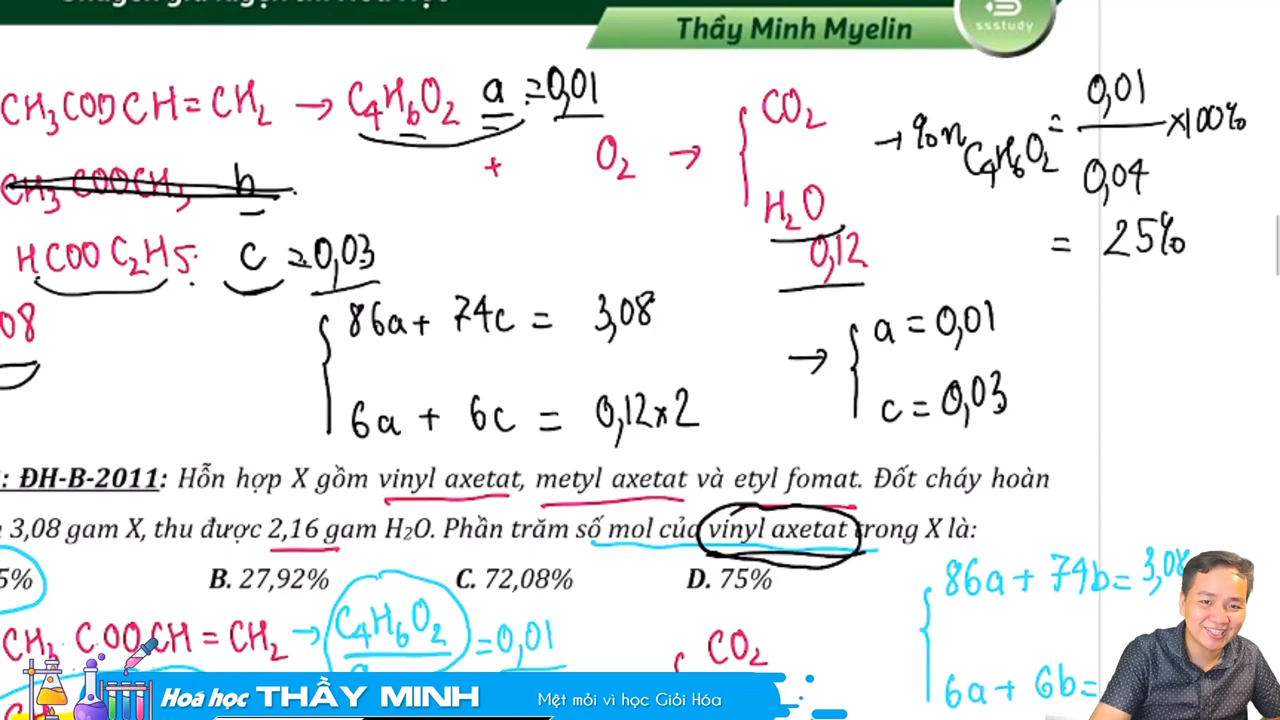 Thầy Minh Myelin
ssstudy
CH3COOCH=CH2 → C4H6O2 a = 0,01
+ O2 → { CO2
H2O
0,12
→ %n C4H6O2 = 0,01 / 0,04 ×100%
= 25%
CH3COOCH3 b
HCOOC2H5 c = 0,03
08
86a + 74c = 3,08
6a + 6c = 0,12×2
→ { a = 0,01
c = 0,03
: ĐH-B-2011: Hỗn hợp X gồm vinyl axetat, metyl axetat và etyl fomat. Đốt cháy hoàn
3,08 gam X, thu được 2,16 gam H2O. Phần trăm số mol của vinyl axetat trong X là:
5% B. 27,92% C. 72,08% D. 75%
CH3COOCH=CH2 → C4H6O2 = 0,01
CO2
86a + 74b = 3,08
6a + 6b =
Hoá học THẦY MINH
Mệt mỏi vì học Giỏi Hóa